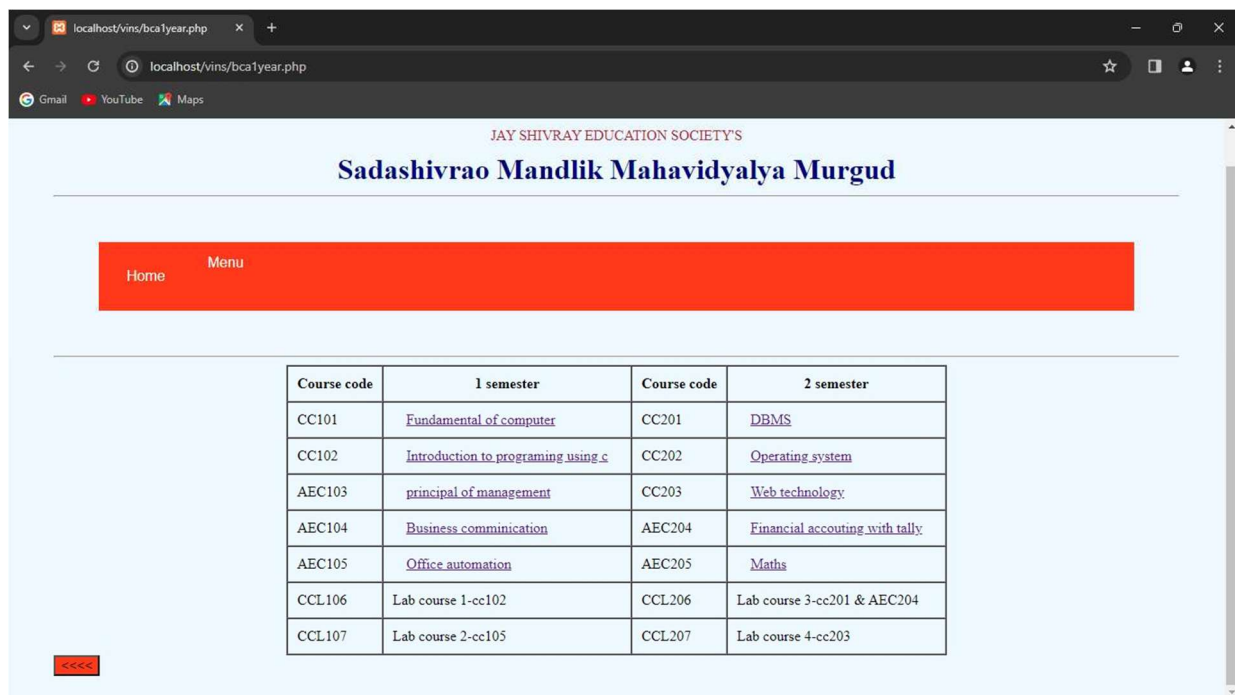 localhost/vins/bca1year.php
localhost/vins/bca1year.php
Gmail YouTube Maps
JAY SHIVRAY EDUCATION SOCIETY'S
Sadashivrao Mandlik Mahavidyalya Murgud
Menu
Home
Course code 1 semester Course code 2 semester
CC101 Fundamental of computer CC201 DBMS
CC102 Introduction to programing using c CC202 Operating system
AEC103 principal of management CC203 Web technology
AEC104 Business comminication AEC204 Financial accouting with tally
AEC105 Office automation AEC205 Maths
CCL106 Lab course 1-cc102 CCL206 Lab course 3-cc201 & AEC204
CCL107 Lab course 2-cc105 CCL207 Lab course 4-cc203
<<<<